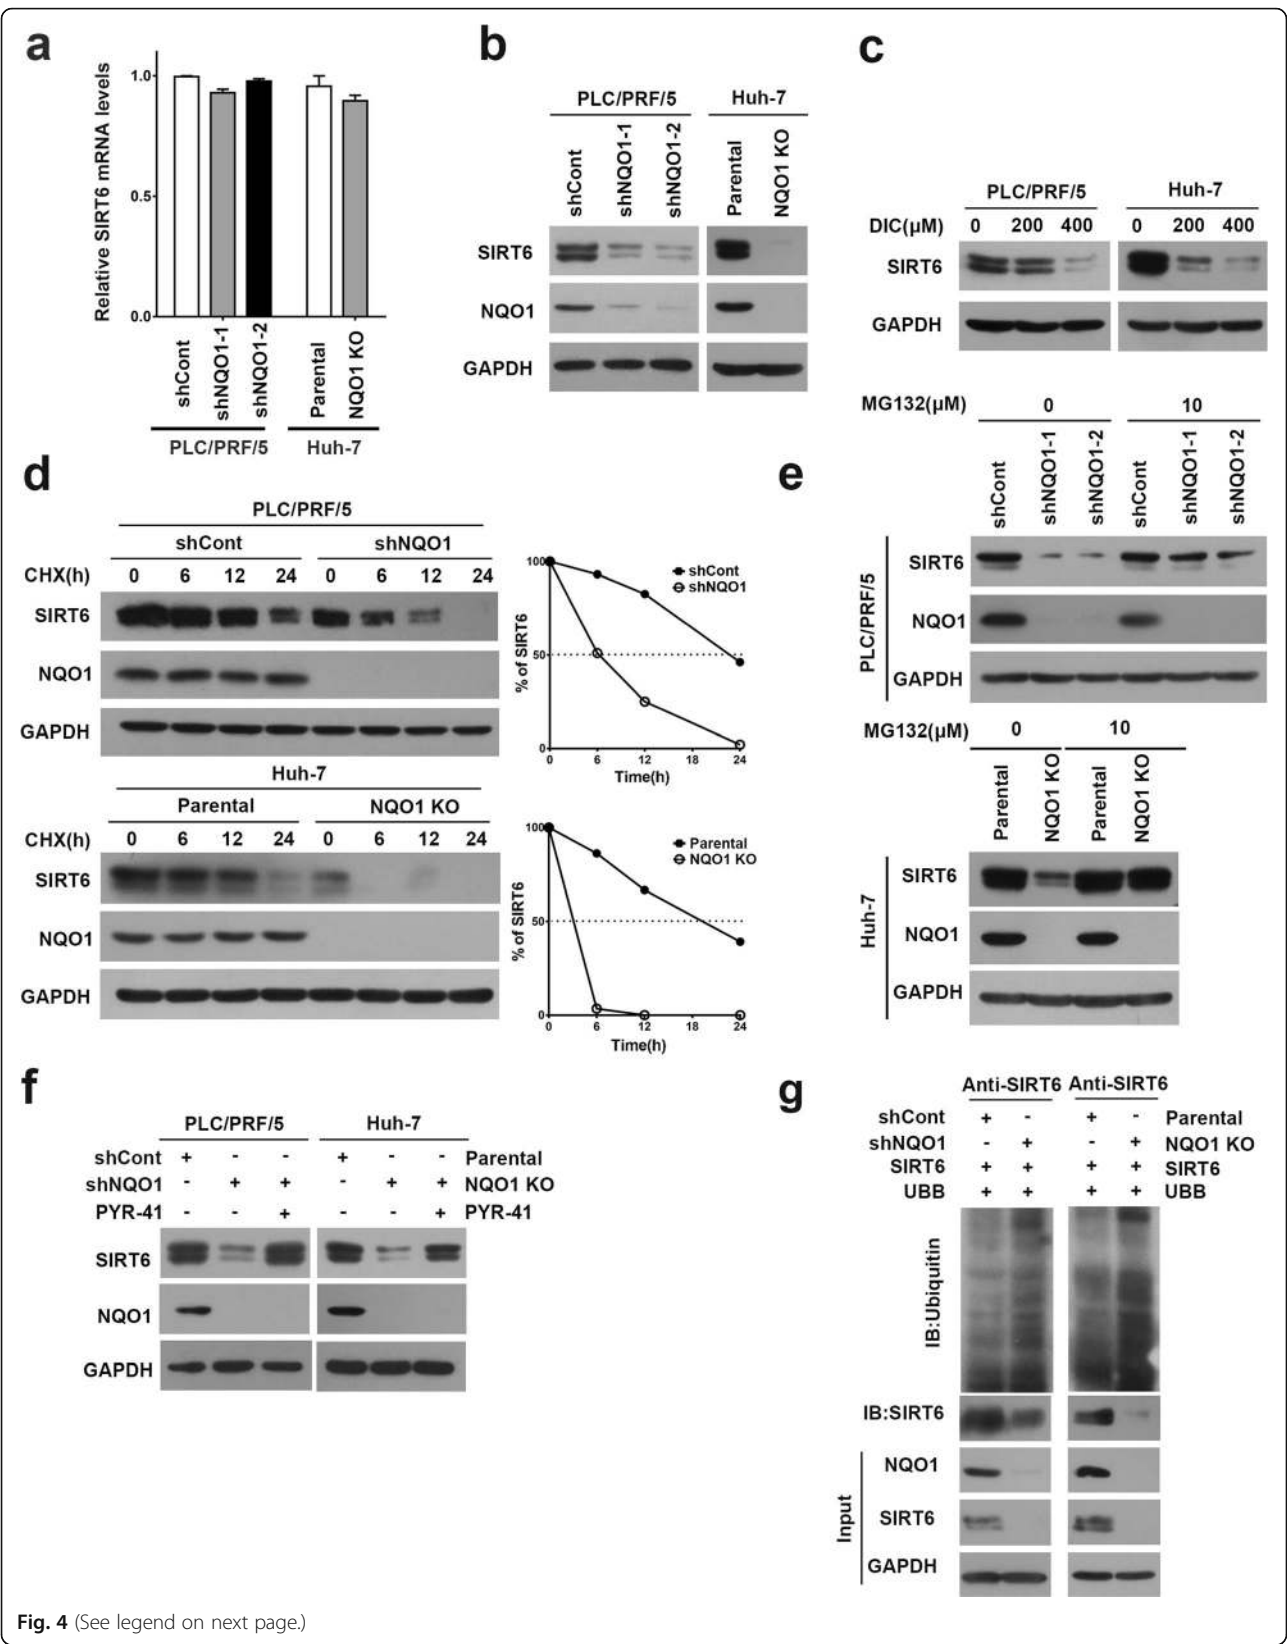 a
Relative SIRT6 mRNA levels
1.0
0.5
0.0
shCont
shNQO1-1
shNQO1-2
Parental
NQO1 KO
PLC/PRF/5 Huh-7
b
PLC/PRF/5 Huh-7
shCont
shNQO1-1
shNQO1-2
Parental
NQO1 KO
SIRT6
NQO1
GAPDH
c
PLC/PRF/5 Huh-7
DIC(µM) 0 200 400 0 200 400
SIRT6
GAPDH
d
PLC/PRF/5
shCont shNQO1
CHX(h) 0 6 12 24 0 6 12 24
SIRT6
NQO1
GAPDH
% of SIRT6
100
50
0
0 6 12 18 24
Time(h)
shCont
shNQO1
Huh-7
Parental NQO1 KO
CHX(h) 0 6 12 24 0 6 12 24
SIRT6
NQO1
GAPDH
% of SIRT6
100
50
0
0 6 12 18 24
Time(h)
Parental
NQO1 KO
e
MG132(µM) 0 10
shCont
shNQO1-1
shNQO1-2
shCont
shNQO1-1
shNQO1-2
PLC/PRF/5
SIRT6
NQO1
GAPDH
MG132(µM) 0 10
Parental
NQO1 KO
Parental
NQO1 KO
Huh-7
SIRT6
NQO1
GAPDH
f
PLC/PRF/5 Huh-7
shCont + - - + - - Parental
shNQO1 - + + - + + NQO1 KO
PYR-41 - - + - - + PYR-41
SIRT6
NQO1
GAPDH
g
Anti-SIRT6 Anti-SIRT6
shCont + - + - Parental
shNQO1 - + - + NQO1 KO
SIRT6 + + + + SIRT6
UBB + + + + UBB
IB:Ubiquitin
IB:SIRT6
Input
NQO1
SIRT6
GAPDH
Fig. 4 (See legend on next page.)